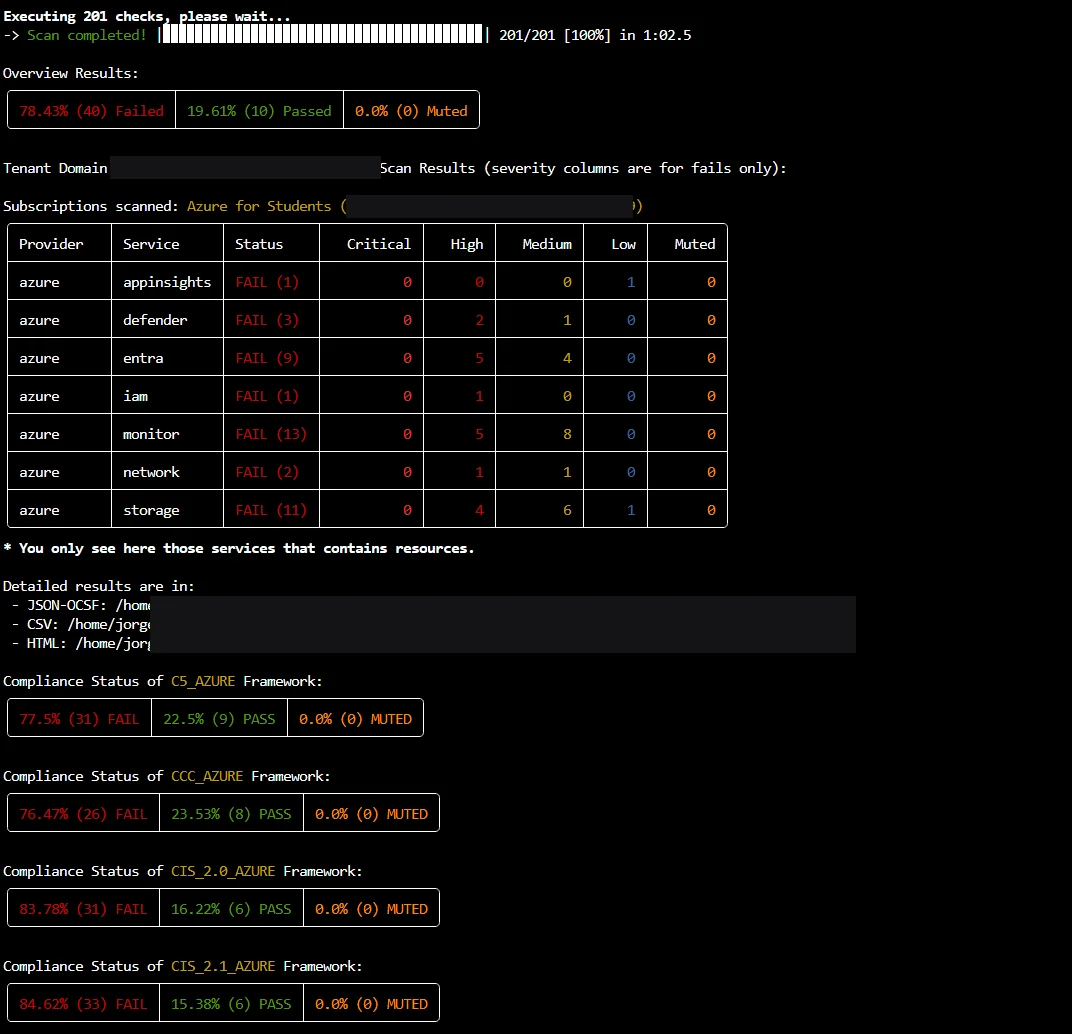 Executing 201 checks, please wait...
-> Scan completed! 201/201 [100%] in 1:02.5
Overview Results:
78.43% (40) Failed 19.61% (10) Passed 0.0% (0) Muted
Tenant Domain Scan Results (severity columns are for fails only):
Subscriptions scanned: Azure for Students ( )
Provider Service Status Critical High Medium Low Muted
azure appinsights FAIL (1) 0 0 0 1 0
azure defender FAIL (3) 0 2 1 0 0
azure entra FAIL (9) 0 5 4 0 0
azure iam FAIL (1) 0 1 0 0 0
azure monitor FAIL (13) 0 5 8 0 0
azure network FAIL (2) 0 1 1 0 0
azure storage FAIL (11) 0 4 6 1 0
* You only see here those services that contains resources.
Detailed results are in:
- JSON-OCSF: /home
- CSV: /home/jorge
- HTML: /home/jorg
Compliance Status of C5_AZURE Framework:
77.5% (31) FAIL 22.5% (9) PASS 0.0% (0) MUTED
Compliance Status of CCC_AZURE Framework:
76.47% (26) FAIL 23.53% (8) PASS 0.0% (0) MUTED
Compliance Status of CIS_2.0_AZURE Framework:
83.78% (31) FAIL 16.22% (6) PASS 0.0% (0) MUTED
Compliance Status of CIS_2.1_AZURE Framework:
84.62% (33) FAIL 15.38% (6) PASS 0.0% (0) MUTED